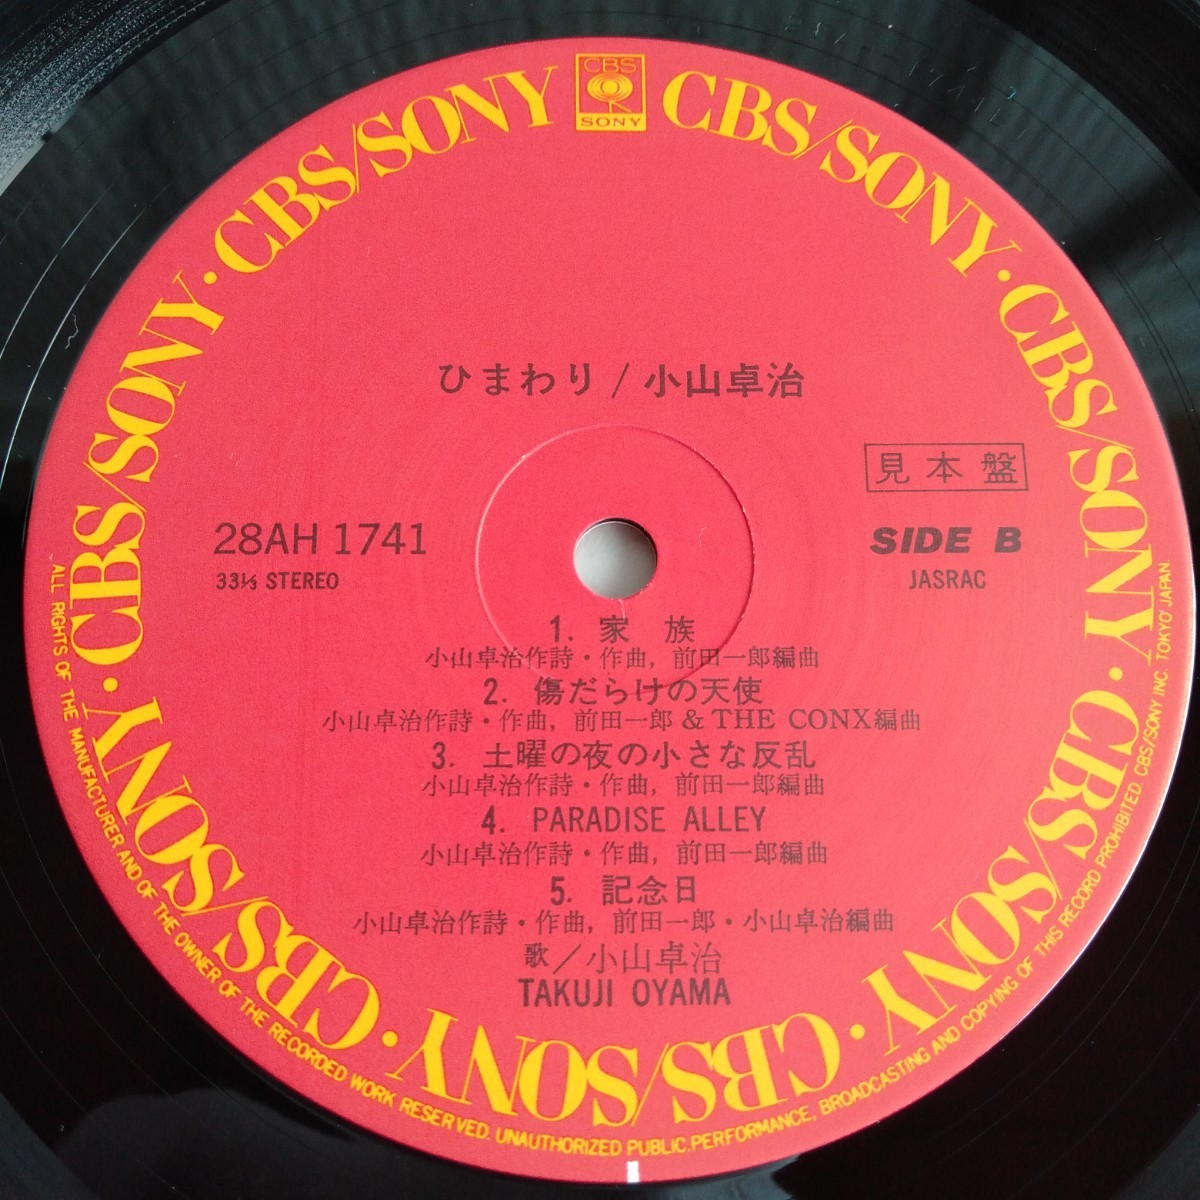 CBS
SONY
CBS/SONY · CBS/SONY · CBS/SONY · CBS/SONY · CBS/SONY · CBS/SONY · CBS/SONY · CBS/SONY · CBS/SONY
ひまわり / 小山卓治
見本盤
28AH 1741
SIDE B
33⅓ STEREO
JASRAC
1. 家 族
小山卓治作詩・作曲, 前田一郎編曲
2. 傷だらけの天使
小山卓治作詩・作曲, 前田一郎 & THE CONX編曲
3. 土曜の夜の小さな反乱
小山卓治作詩・作曲, 前田一郎編曲
4. PARADISE ALLEY
小山卓治作詩・作曲, 前田一郎編曲
5. 記念日
小山卓治作詩・作曲, 前田一郎・小山卓治編曲
歌／小山卓治
TAKUJI OYAMA
ALL RIGHTS OF THE MANUFACTURER AND OF THE OWNER OF THE RECORDED WORK RESERVED. UNAUTHORIZED PUBLIC PERFORMANCE, BROADCASTING AND COPYING OF THIS RECORD PROHIBITED. CBS/SONY INC. TOKYO JAPAN